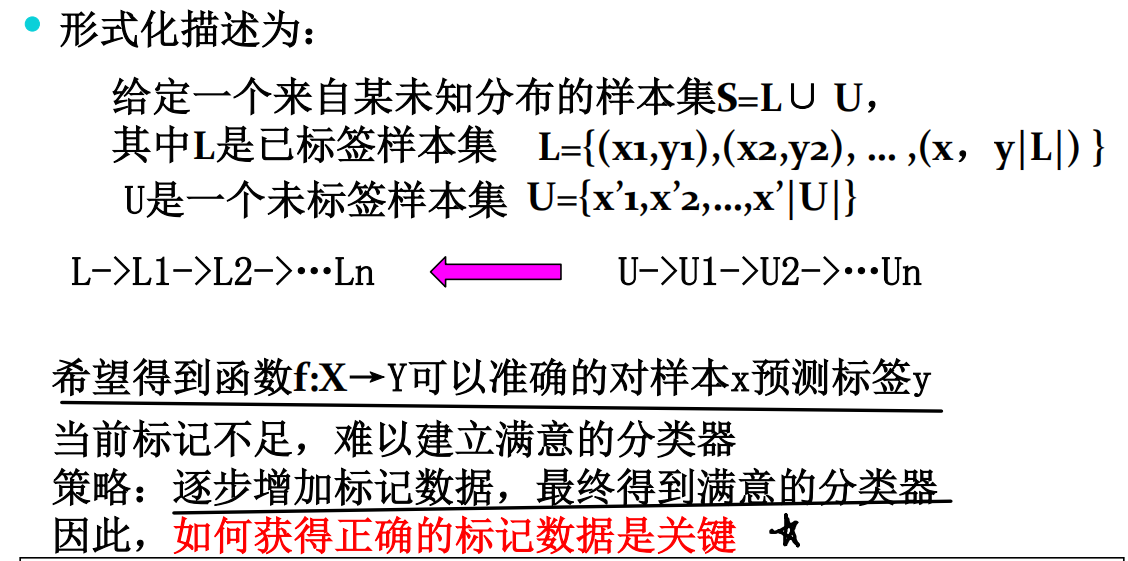 形式化描述为：
给定一个来自某未知分布的样本集S=L∪ U，
其中L是已标签样本集 L={(x1,y1),(x2,y2), ... ,(x，y|L|) }
U是一个未标签样本集 U={x’1,x’2,...,x’|U|}
L->L1->L2->…Ln U->U1->U2->…Un
希望得到函数f:X→Y可以准确的对样本x预测标签y
当前标记不足，难以建立满意的分类器
策略：逐步增加标记数据，最终得到满意的分类器
因此，如何获得正确的标记数据是关键